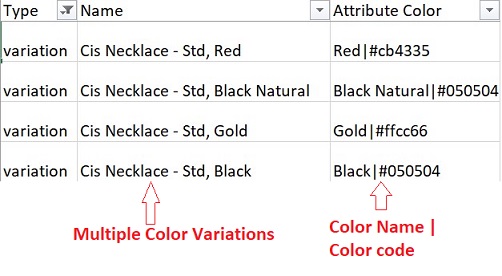 Type Name Attribute Color
variation Cis Necklace - Std, Red Red|#cb4335
variation Cis Necklace - Std, Black Natural Black Natural|#050504
variation Cis Necklace - Std, Gold Gold|#ffcc66
variation Cis Necklace - Std, Black Black|#050504
Multiple Color Variations
Color Name |
Color code